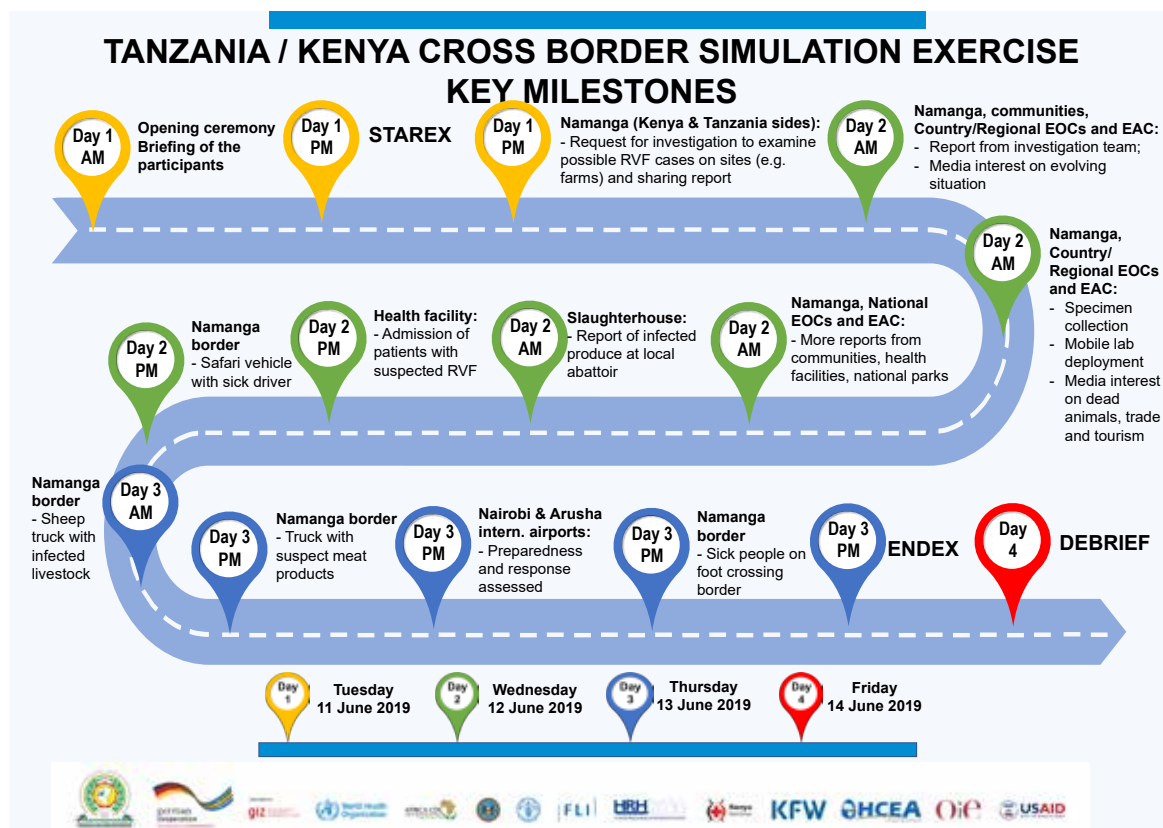 TANZANIA / KENYA CROSS BORDER SIMULATION EXERCISE
KEY MILESTONES
Day 1
AM
Opening ceremony
Briefing of the
participants
Day 1
PM
STAREX
Day 1
PM
Namanga (Kenya & Tanzania sides):
- Request for investigation to examine
possible RVF cases on sites (e.g.
farms) and sharing report
Day 2
AM
Namanga, communities,
Country/Regional EOCs and EAC:
- Report from investigation team;
- Media interest on evolving
situation
Day 2
AM
Namanga,
Country/
Regional EOCs
and EAC:
- Specimen
collection
- Mobile lab
deployment
- Media interest
on dead
animals, trade
and tourism
Day 2
AM
Namanga, National
EOCs and EAC:
- More reports from
communities, health
facilities, national parks
Day 2
AM
Slaughterhouse:
- Report of infected
produce at local
abattoir
Day 2
PM
Health facility:
- Admission of
patients with
suspected RVF
Day 2
PM
Namanga
border
- Safari vehicle
with sick driver
Day 3
AM
Namanga
border
- Sheep
truck with
infected
livestock
Day 3
PM
Namanga border
- Truck with
suspect meat
products
Day 3
PM
Nairobi & Arusha
intern. airports:
- Preparedness
and response
assessed
Day 3
PM
Namanga
border
- Sick people on
foot crossing
border
Day 3
PM
ENDEX
Day
4
DEBRIEF
Day
1
Tuesday
11 June 2019
Day
2
Wednesday
12 June 2019
Day
3
Thursday
13 June 2019
Day
4
Friday
14 June 2019
giz
World Health
Organization
FLI
HRH
Kenya
KFW
HCEA
Oie
USAID